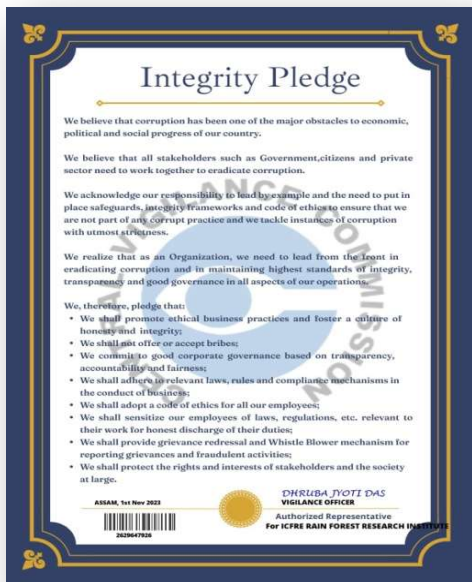 Integrity Pledge
We believe that corruption has been one of the major obstacles to economic,
political and social progress of our country.
We believe that all stakeholders such as Government,citizens and private
sector need to work together to eradicate corruption.
We acknowledge our responsibility to lead by example and the need to put in
place safeguards, integrity frameworks and code of ethics to ensure that we
are not part of any corrupt practice and we tackle instances of corruption
with utmost strictness.
We realize that as an Organization, we need to lead from the front in
eradicating corruption and in maintaining highest standards of integrity,
transparency and good governance in all aspects of our operations.
We, therefore, pledge that:
• We shall promote ethical business practices and foster a culture of
honesty and integrity;
• We shall not offer or accept bribes;
• We commit to good corporate governance based on transparency,
accountability and fairness;
• We shall adhere to relevant laws, rules and compliance mechanisms in
the conduct of business;
• We shall adopt a code of ethics for all our employees;
• We shall sensitize our employees of laws, regulations, etc. relevant to
their work for honest discharge of their duties;
• We shall provide grievance redressal and Whistle Blower mechanism for
reporting grievances and fraudulent activities;
• We shall protect the rights and interests of stakeholders and the society
at large.
CENTRAL VIGILANCE COMMISSION
ASSAM, 1st Nov 2023
2629647926
DHRUBA JYOTI DAS
VIGILANCE OFFICER
Authorized Representative
For ICFRE RAIN FOREST RESEARCH INSTITUTE